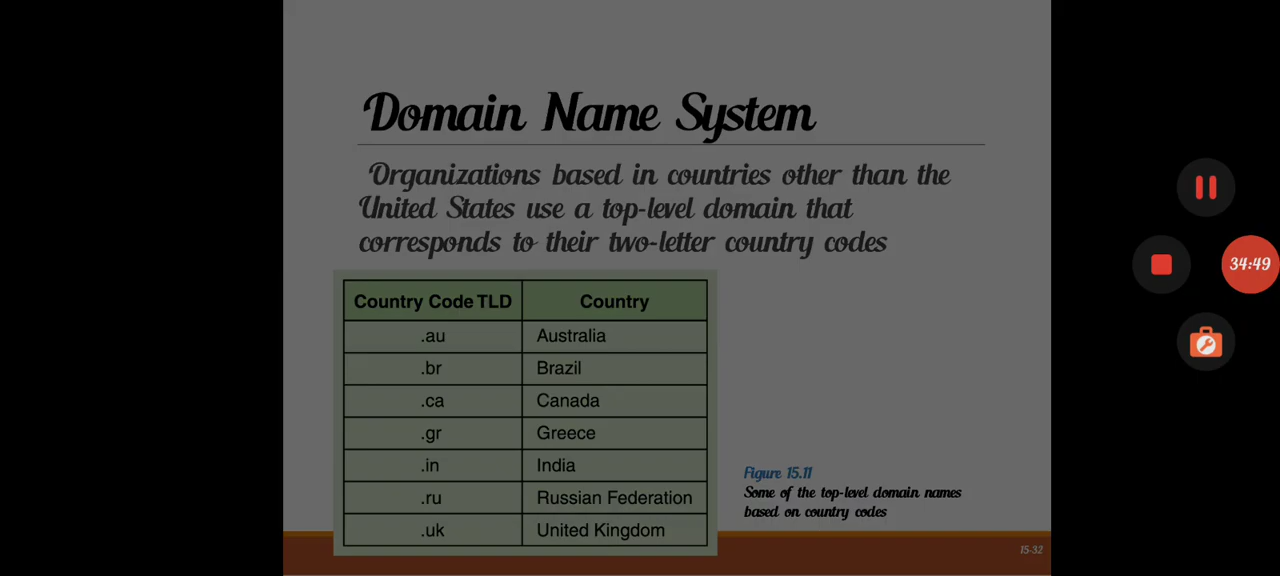 Domain Name System
Organizations based in countries other than the
United States use a top-level domain that
corresponds to their two-letter country codes
Country Code TLD Country
.au Australia
.br Brazil
.ca Canada
.gr Greece
.in India
.ru Russian Federation
.uk United Kingdom
Figure 15.11
Some of the top-level domain names
based on country codes
15-32
34:49